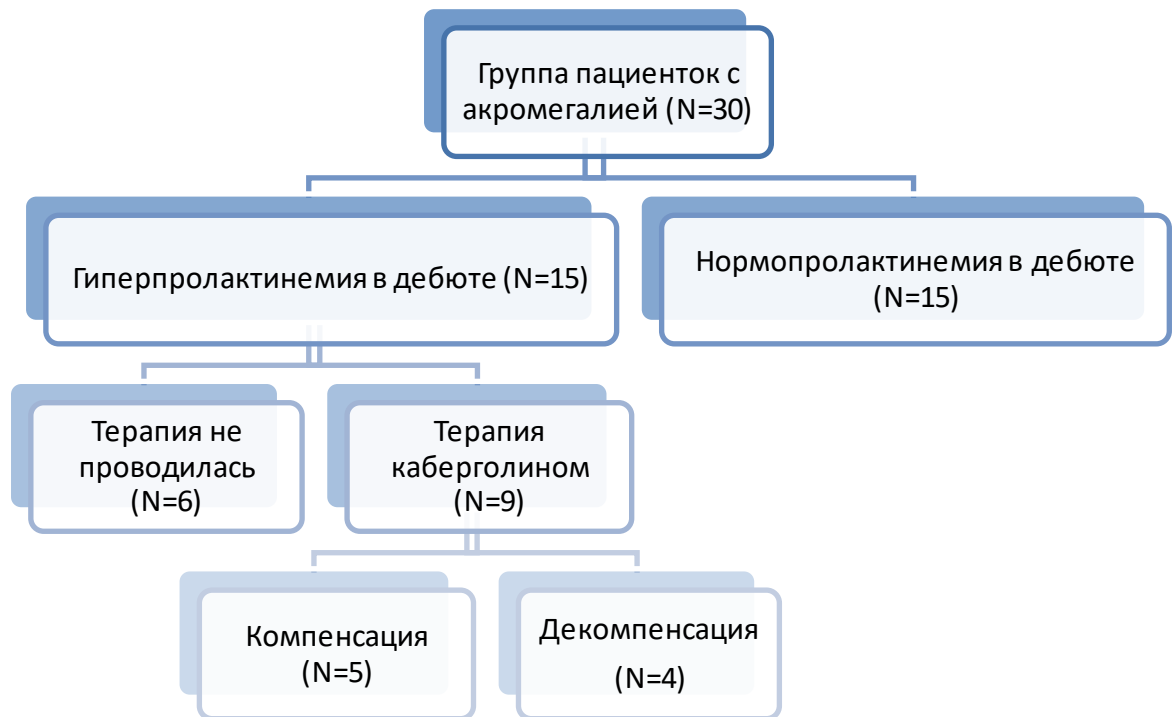 Группа пациенток с
акромегалией (N=30)
Гиперпролактинемия в дебюте (N=15)
Нормопролактинемия в дебюте
(N=15)
Терапия не
проводилась
(N=6)
Терапия
каберголином
(N=9)
Компенсация
(N=5)
Декомпенсация
(N=4)